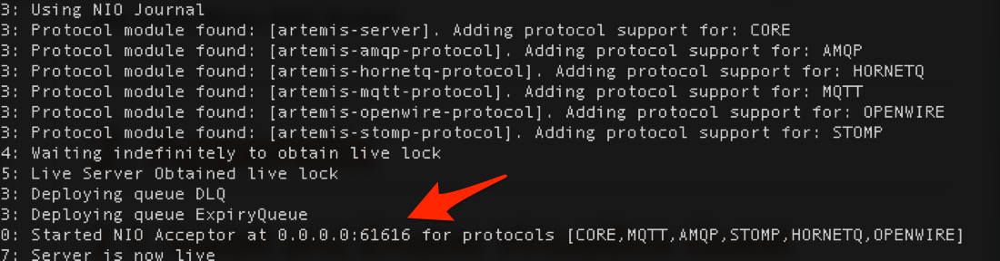 3: Using NIO Journal
3: Protocol module found: [artemis-server]. Adding protocol support for: CORE
3: Protocol module found: [artemis-amqp-protocol]. Adding protocol support for: AMQP
3: Protocol module found: [artemis-hornetq-protocol]. Adding protocol support for: HORNETQ
3: Protocol module found: [artemis-mqtt-protocol]. Adding protocol support for: MQTT
3: Protocol module found: [artemis-openwire-protocol]. Adding protocol support for: OPENWIRE
3: Protocol module found: [artemis-stomp-protocol]. Adding protocol support for: STOMP
4: Waiting indefinitely to obtain live lock
5: Live Server Obtained live lock
3: Deploying queue DLQ
3: Deploying queue ExpiryQueue
0: Started NIO Acceptor at 0.0.0.0:61616 for protocols [CORE,MQTT,AMQP,STOMP,HORNETQ,OPENWIRE]
7: Server is now live